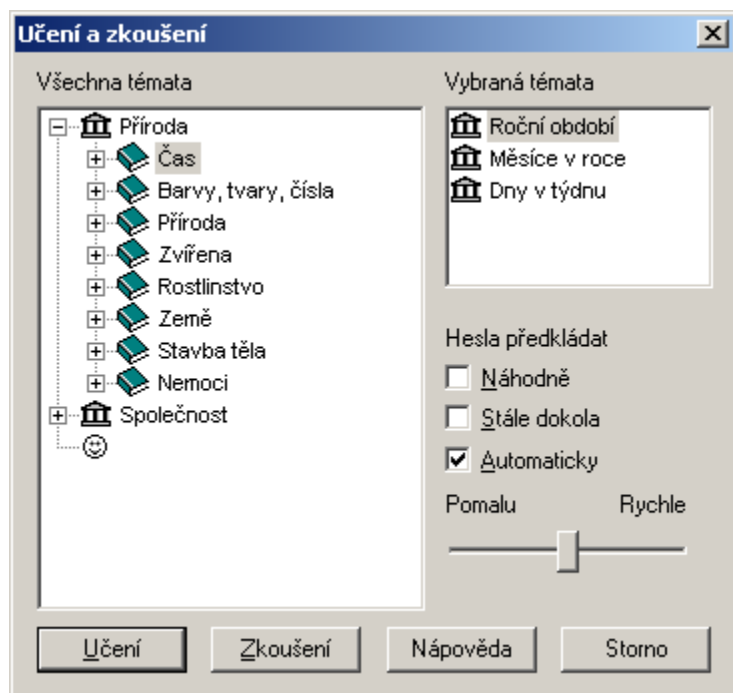 Učení a zkoušení
Všechna témata
Příroda
Čas
Barvy, tvary, čísla
Příroda
Zvířena
Rostlinstvo
Země
Stavba těla
Nemoci
Společnost
Vybraná témata
Roční období
Měsíce v roce
Dny v týdnu
Hesla předkládat
Náhodně
Stále dokola
Automaticky
Pomalu Rychle
Učení Zkoušení Nápověda Storno